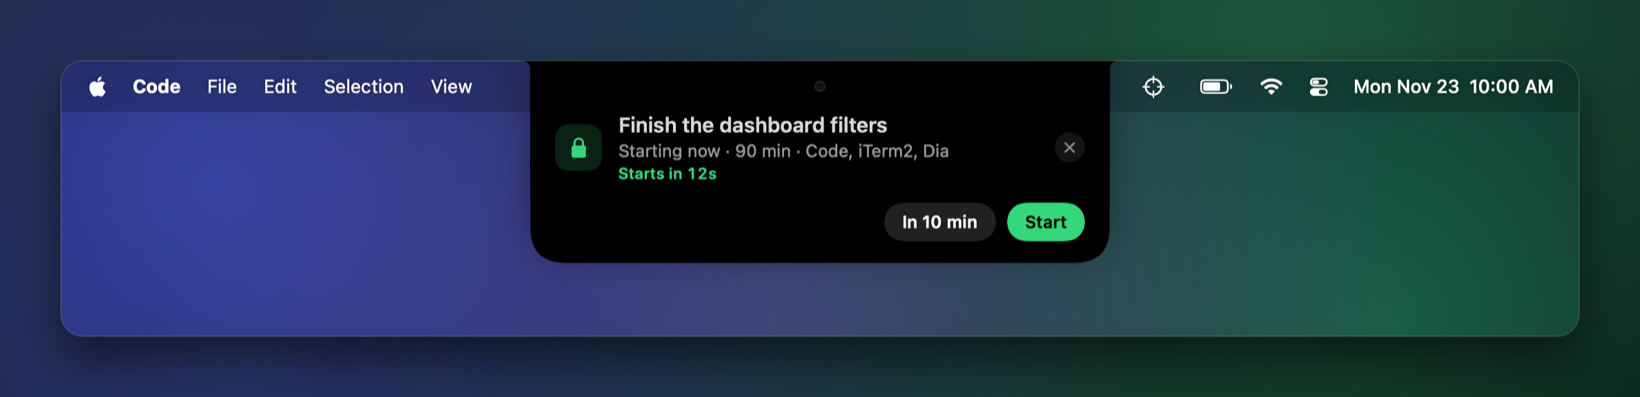 Code File Edit Selection View
Mon Nov 23 10:00 AM
Finish the dashboard filters
Starting now · 90 min · Code, iTerm2, Dia
Starts in 12s
In 10 min
Start